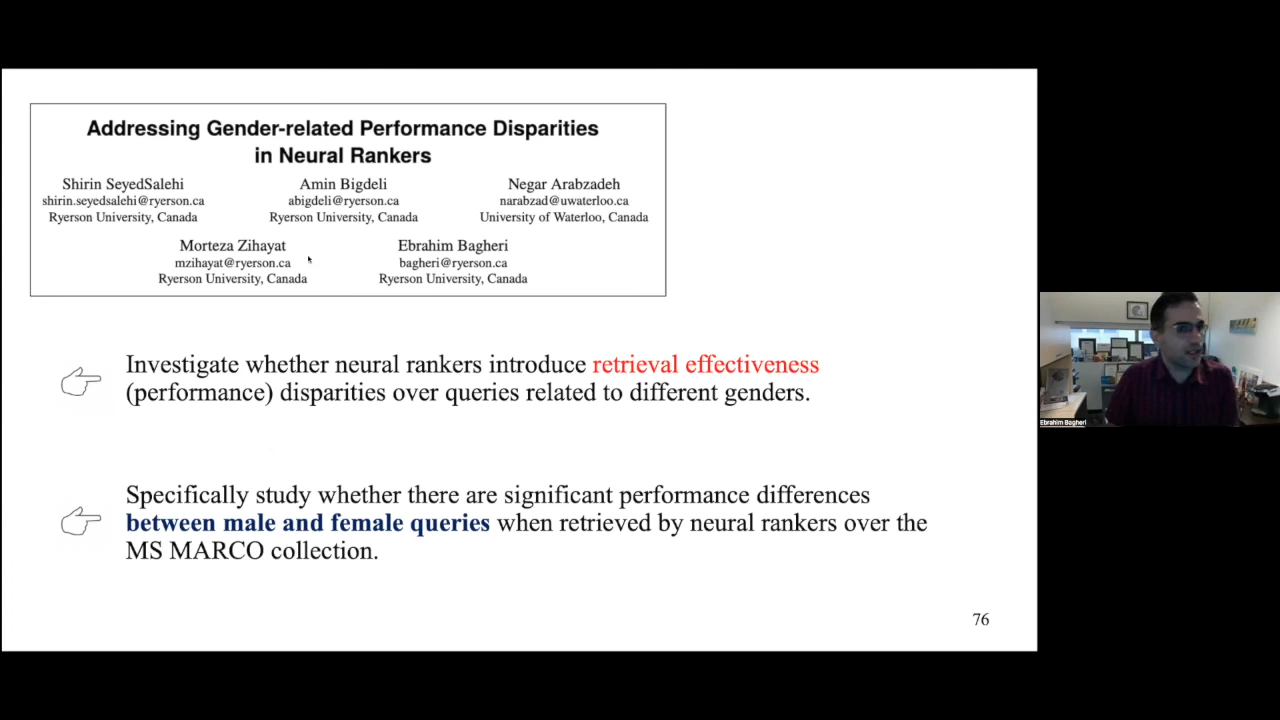 Addressing Gender-related Performance Disparities
in Neural Rankers
Shirin SeyedSalehi
shirin.seyedsalehi@ryerson.ca
Ryerson University, Canada
Amin Bigdeli
abigdeli@ryerson.ca
Ryerson University, Canada
Negar Arabzadeh
narabzad@uwaterloo.ca
University of Waterloo, Canada
Morteza Zihayat
mzihayat@ryerson.ca
Ryerson University, Canada
Ebrahim Bagheri
bagheri@ryerson.ca
Ryerson University, Canada
Investigate whether neural rankers introduce retrieval effectiveness
(performance) disparities over queries related to different genders.
Specifically study whether there are significant performance differences
between male and female queries when retrieved by neural rankers over the
MS MARCO collection.
76
Ebrahim Bagheri